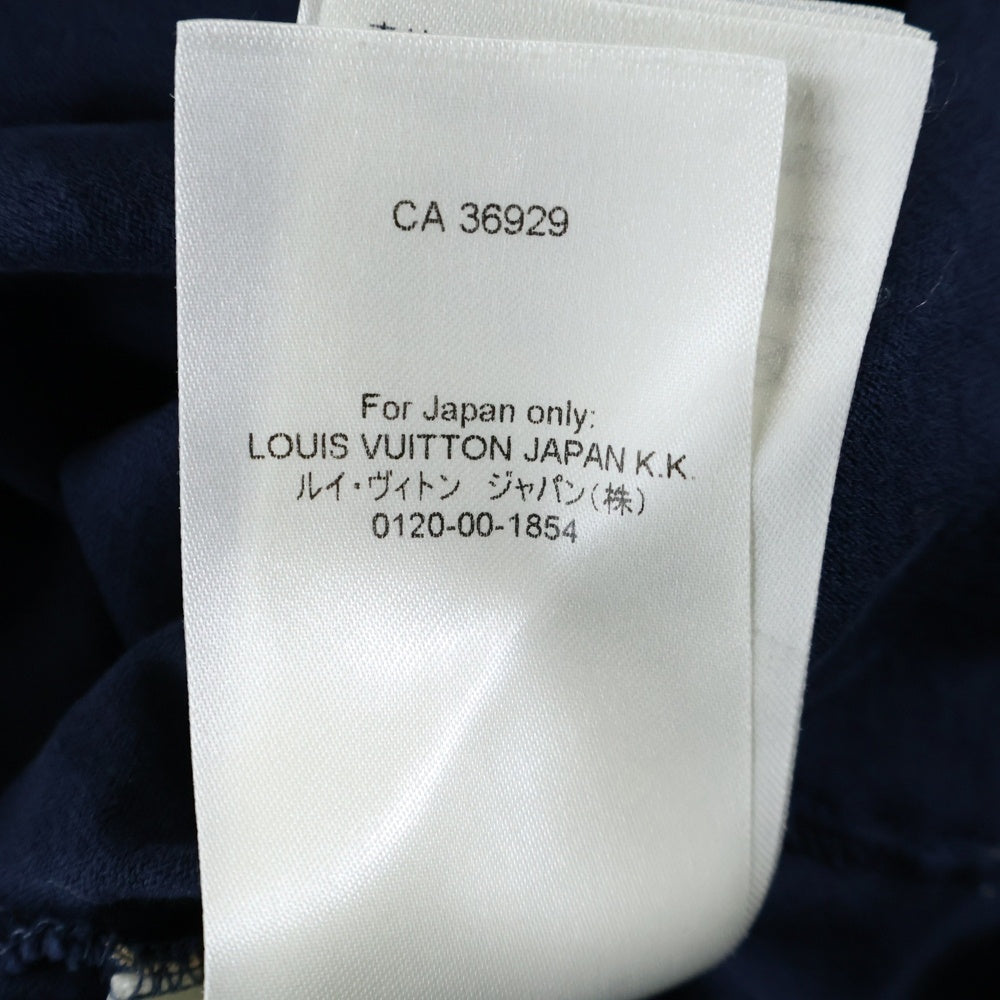 CA 36929
For Japan only:
LOUIS VUITTON JAPAN K.K.
ルイ・ヴィトン ジャパン(株)
0120-00-1854